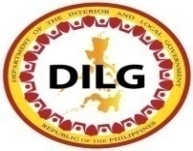 DEPARTMENT OF THE INTERIOR AND LOCAL GOVERNMENT
DILG
REPUBLIC OF THE PHILIPPINES